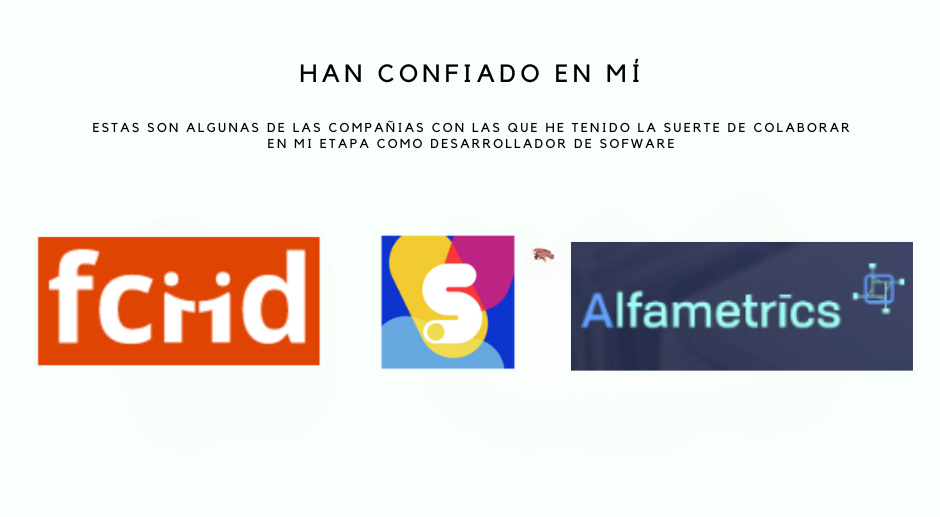 HAN CONFIADO EN MÍ
ESTAS SON ALGUNAS DE LAS COMPAÑIAS CON LAS QUE HE TENIDO LA SUERTE DE COLABORAR
EN MI ETAPA COMO DESARROLLADOR DE SOFWARE
fciiid
S
Alfametrics